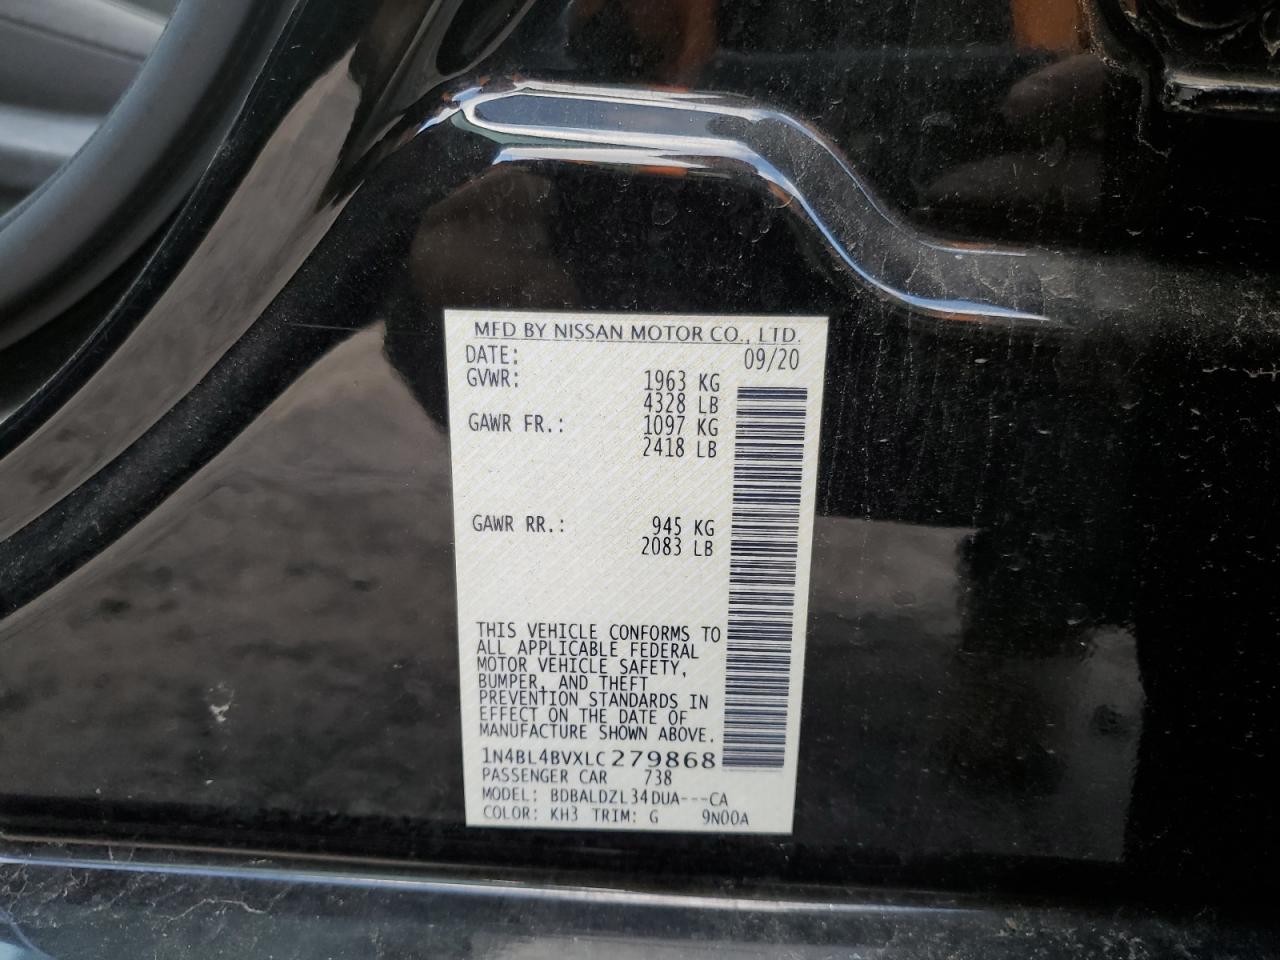 MFD BY NISSAN MOTOR CO., LTD.
DATE: 09/20
GVWR: 1963 KG
4328 LB
GAWR FR.: 1097 KG
2418 LB
GAWR RR.: 945 KG
2083 LB
THIS VEHICLE CONFORMS TO
ALL APPLICABLE FEDERAL
MOTOR VEHICLE SAFETY,
BUMPER, AND THEFT
PREVENTION STANDARDS IN
EFFECT ON THE DATE OF
MANUFACTURE SHOWN ABOVE.
1N4BL4BVXLC279868
PASSENGER CAR 738
MODEL: BDBALDZL34DUA---CA
COLOR: KH3 TRIM: G 9N00A